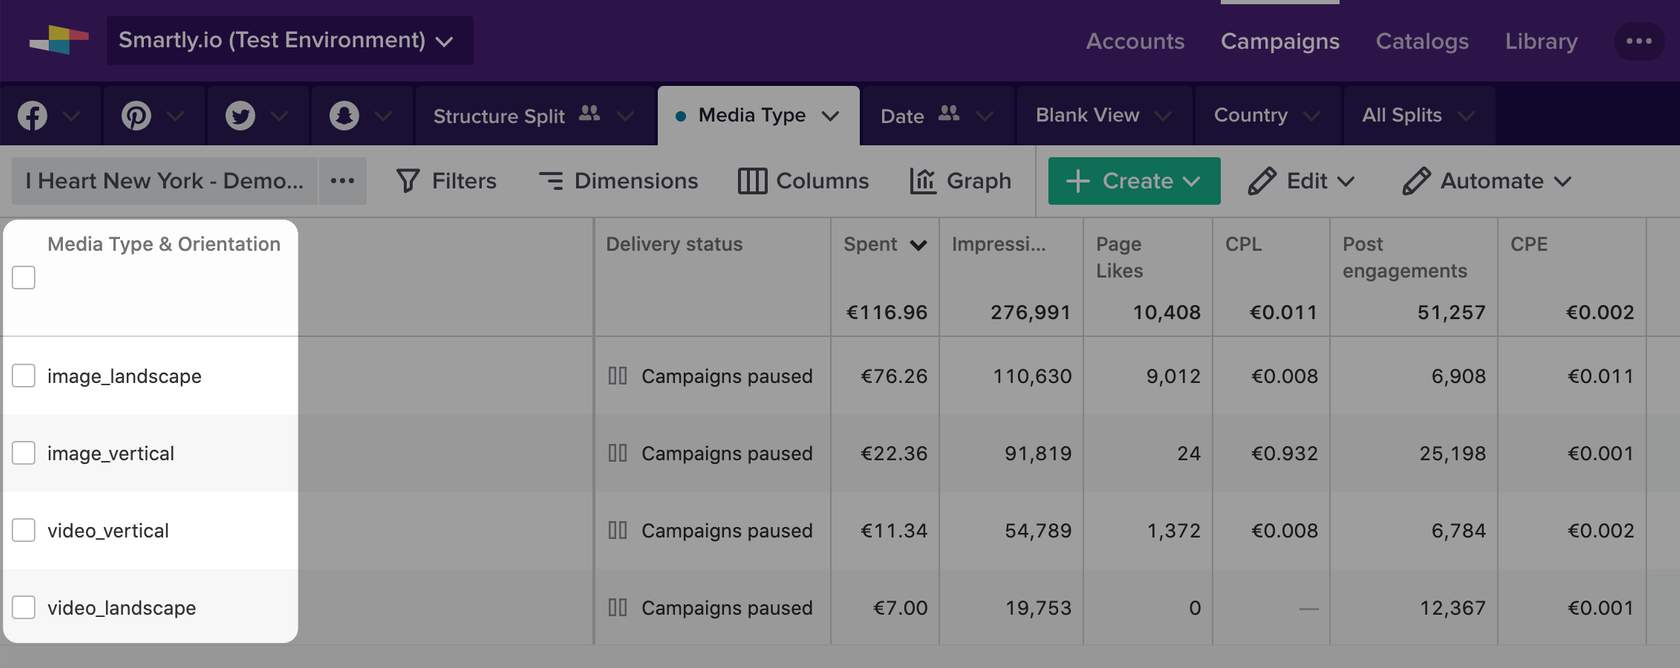 Smartly.io (Test Environment) Accounts Campaigns Catalogs Library
Structure Split Media Type Date Blank View Country All Splits
I Heart New York - Demo... Filters Dimensions Columns Graph Create Edit Automate
Media Type & Orientation Delivery status Spent Impressi... Page Likes CPL Post engagements CPE
€116.96 276,991 10,408 €0.011 51,257 €0.002
image_landscape Campaigns paused €76.26 110,630 9,012 €0.008 6,908 €0.011
image_vertical Campaigns paused €22.36 91,819 24 €0.932 25,198 €0.001
video_vertical Campaigns paused €11.34 54,789 1,372 €0.008 6,784 €0.002
video_landscape Campaigns paused €7.00 19,753 0 — 12,367 €0.001